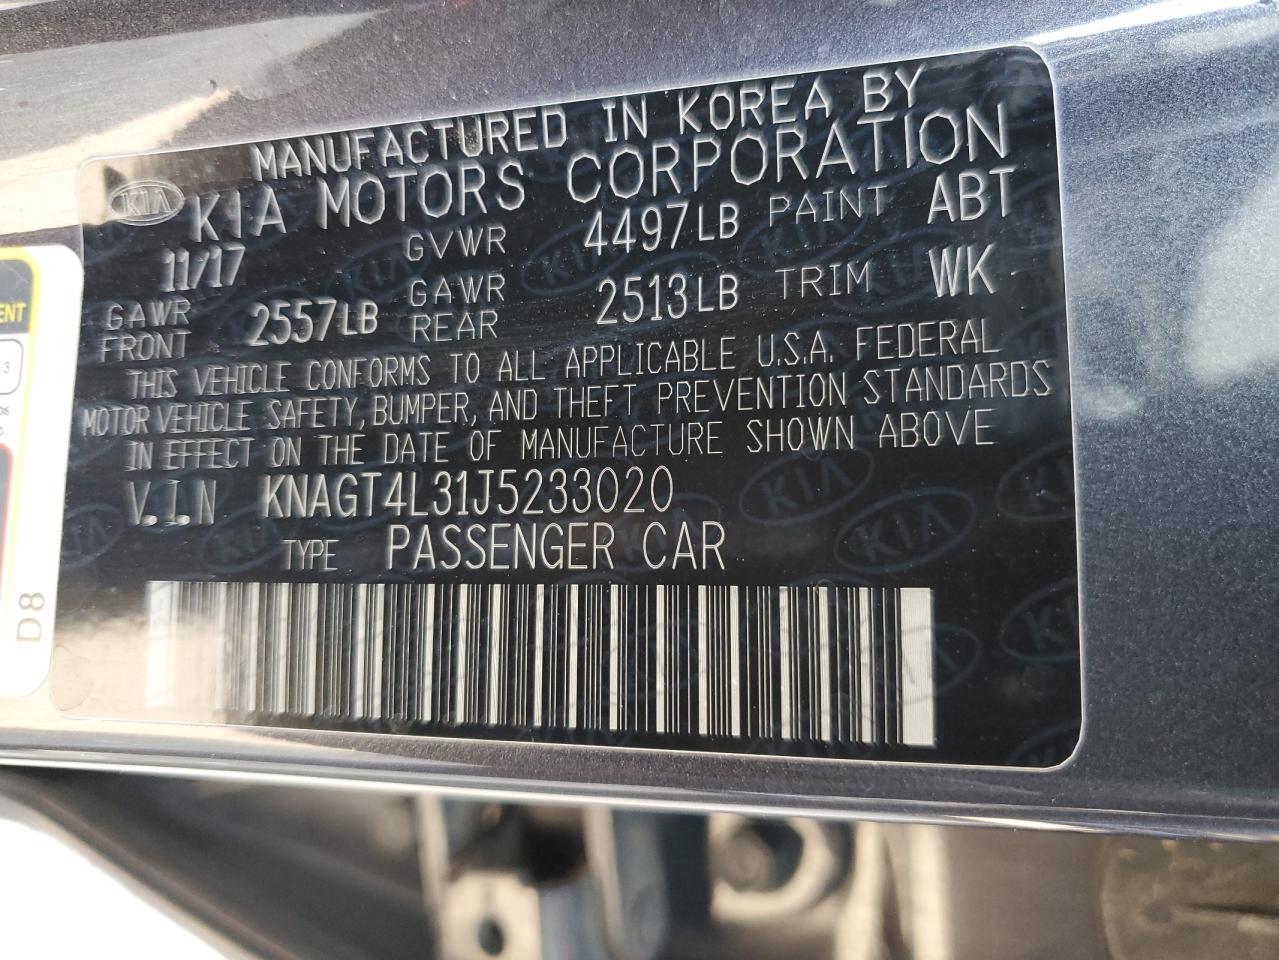 MANUFACTURED IN KOREA BY
KIA KIA MOTORS CORPORATION
11/17 GVWR 4497LB PAINT ABT
GAWR FRONT 2557LB GAWR REAR 2513LB TRIM WK
THIS VEHICLE CONFORMS TO ALL APPLICABLE U.S.A. FEDERAL
MOTOR VEHICLE SAFETY, BUMPER, AND THEFT PREVENTION STANDARDS
IN EFFECT ON THE DATE OF MANUFACTURE SHOWN ABOVE
V.I.N KNAGT4L31J5233020
TYPE PASSENGER CAR
3
D8